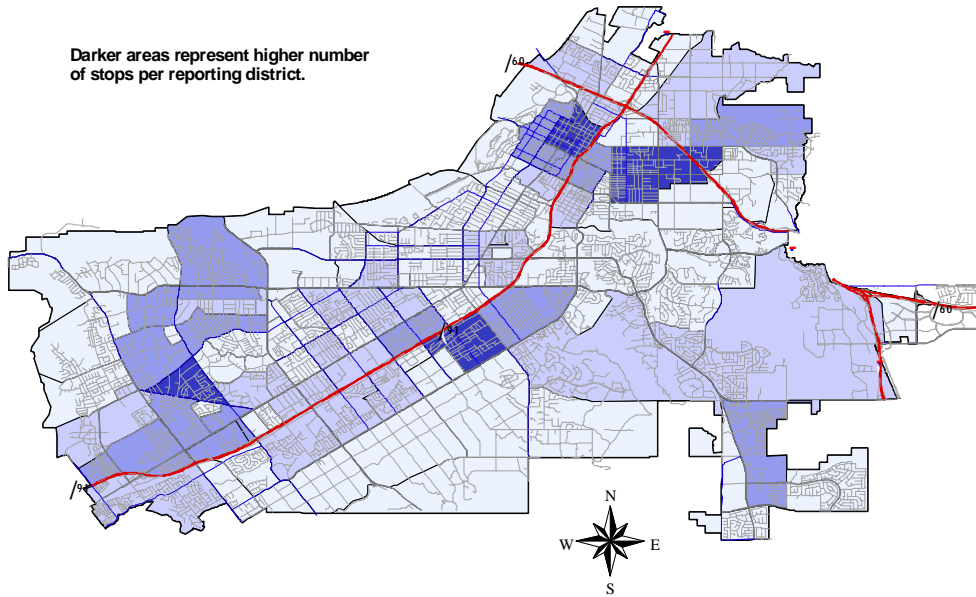 Darker areas represent higher number
of stops per reporting district.
/60
/91
/60
/91
N
W E
S